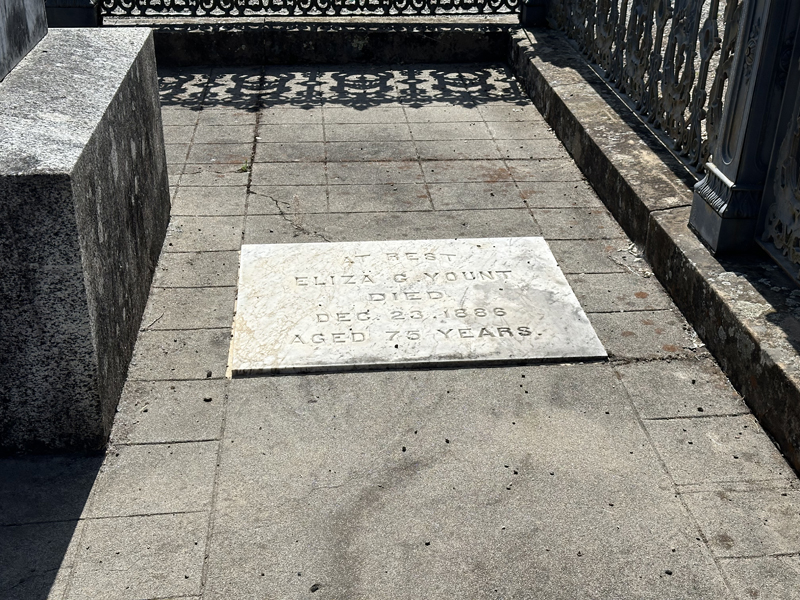 AT REST
ELIZA G. YOUNT
DIED
DEC. 23, 1886
AGED 75 YEARS.